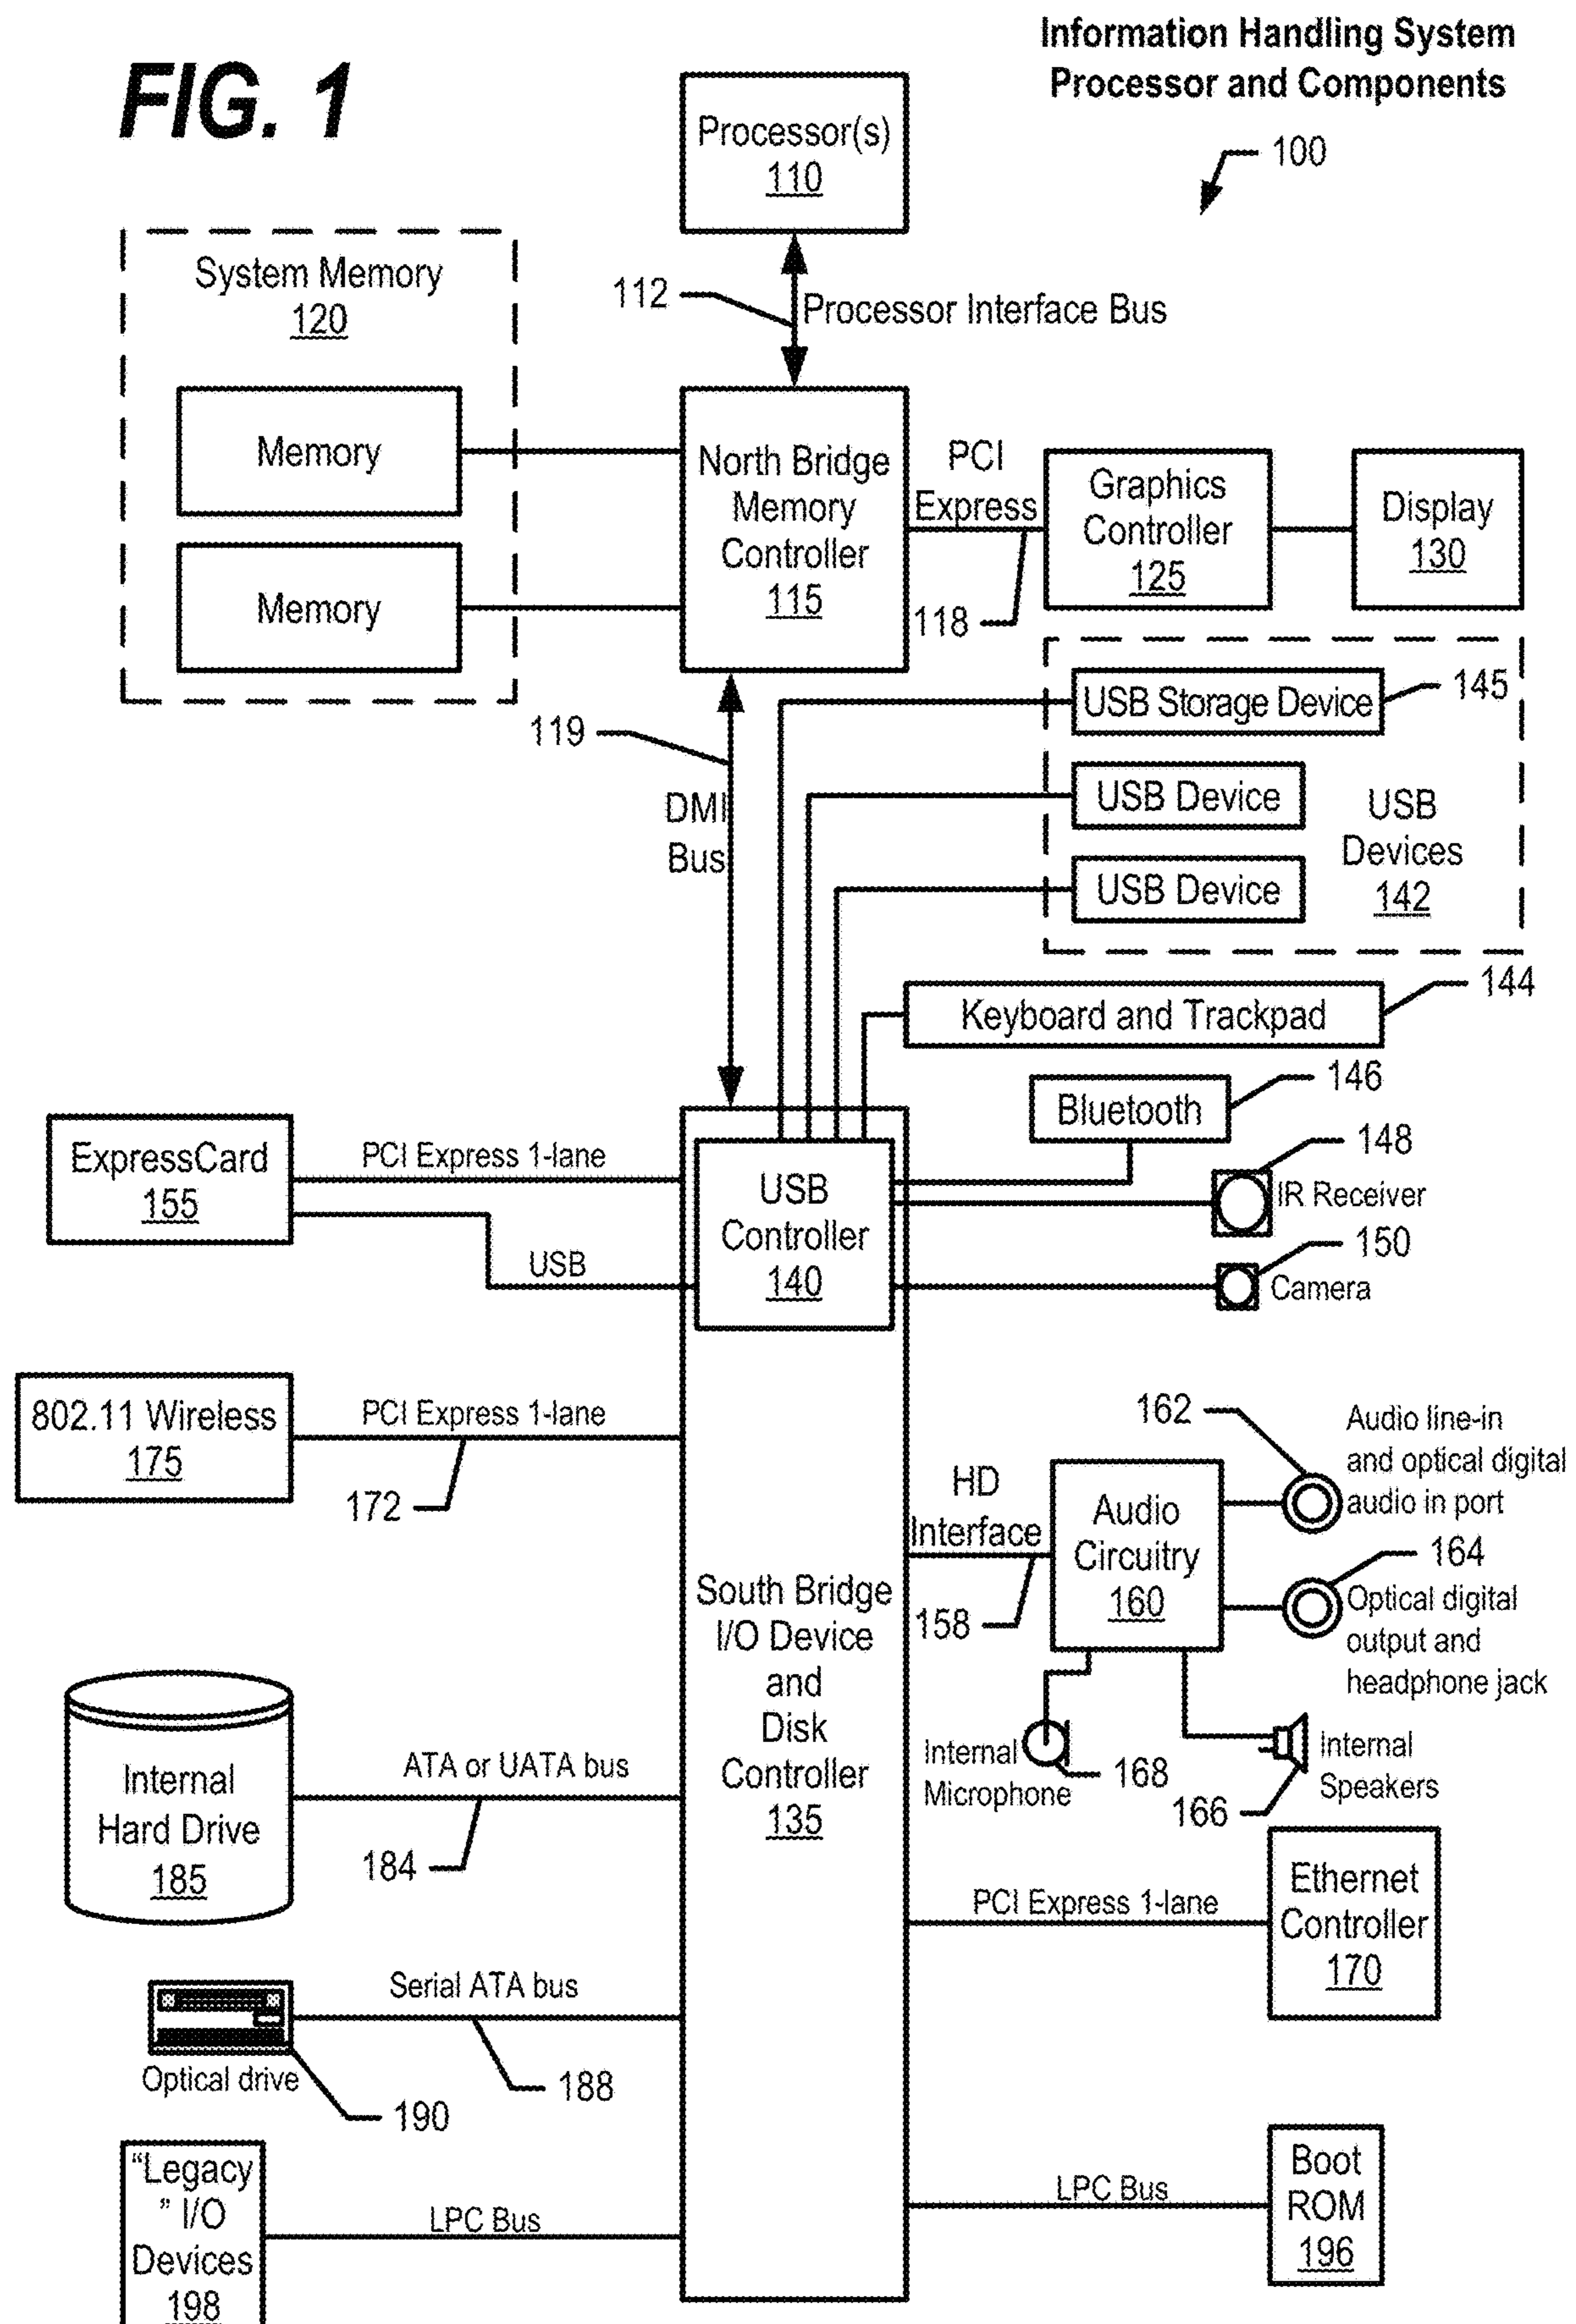 FIG. 1
Information Handling System
Processor and Components
100
Processor(s)
110
112
Processor Interface Bus
System Memory
120
Memory
Memory
North Bridge
Memory
Controller
115
PCI
Express
118
Graphics
Controller
125
Display
130
119
DMI
Bus
USB Storage Device
145
USB Device
USB Device
USB
Devices
142
Keyboard and Trackpad
144
Bluetooth
146
148
IR Receiver
150
Camera
ExpressCard
155
PCI Express 1-lane
USB
USB
Controller
140
802.11 Wireless
175
PCI Express 1-lane
172
162
Audio line-in
and optical digital
audio in port
HD
Interface
158
Audio
Circuitry
160
164
Optical digital
output and
headphone jack
South Bridge
I/O Device
and
Disk
Controller
135
Internal
Microphone
168
166
Internal
Speakers
Internal
Hard Drive
185
ATA or UATA bus
184
PCI Express 1-lane
Ethernet
Controller
170
Serial ATA bus
188
Optical drive
190
"Legacy
" I/O
Devices
198
LPC Bus
LPC Bus
Boot
ROM
196